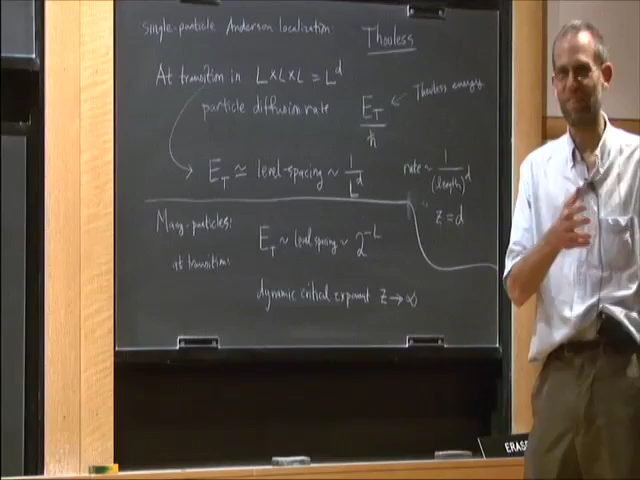 single-particle Anderson localization:
Thouless
At transition in L×L×L = L^d
particle diffusion rate
E_T / ħ
Thouless energy
E_T ≅ level-spacing ~ 1/L^d
rate ~ 1/(length)^d
z = d
Many-particles:
at transition:
E_T ~ level spacing ~ 2^-L
dynamic critical exponent z → ∞
ERASE